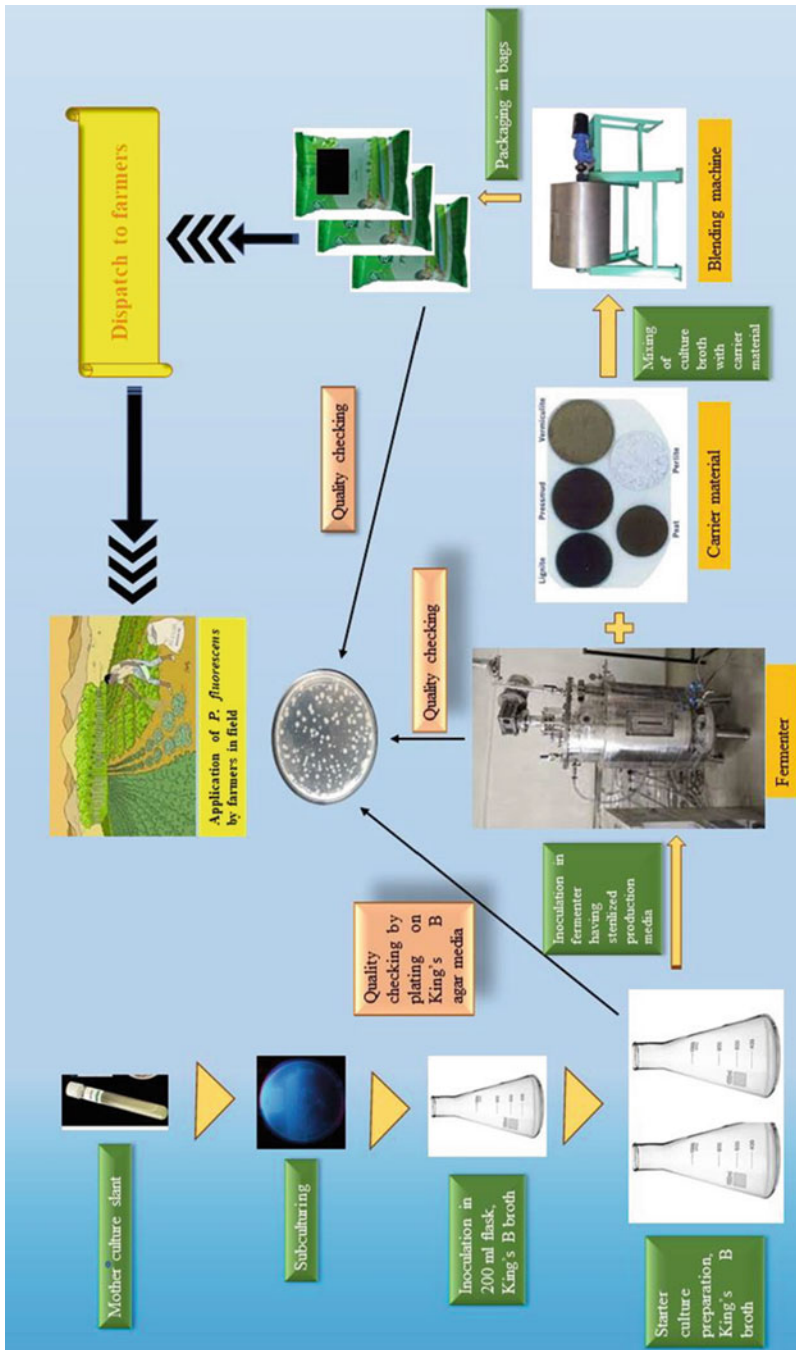 Mother culture slant
Subculturing
Inoculation in
200 ml flask,
King's B broth
Starter
culture
preparation,
King's B
broth
Quality
checking by
plating on
King's B
agar media
Inoculation in
fermenter
having
sterilized
production
media
Fermenter
Quality checking
Lignite
Pressmud
Vermiculite
Peat
Perlite
Carrier material
Mixing
of culture
broth with
carrier
material
Blending machine
Packaging in bags
Quality checking
Dispatch to farmers
Application of P. fluorescens
by farmers in field